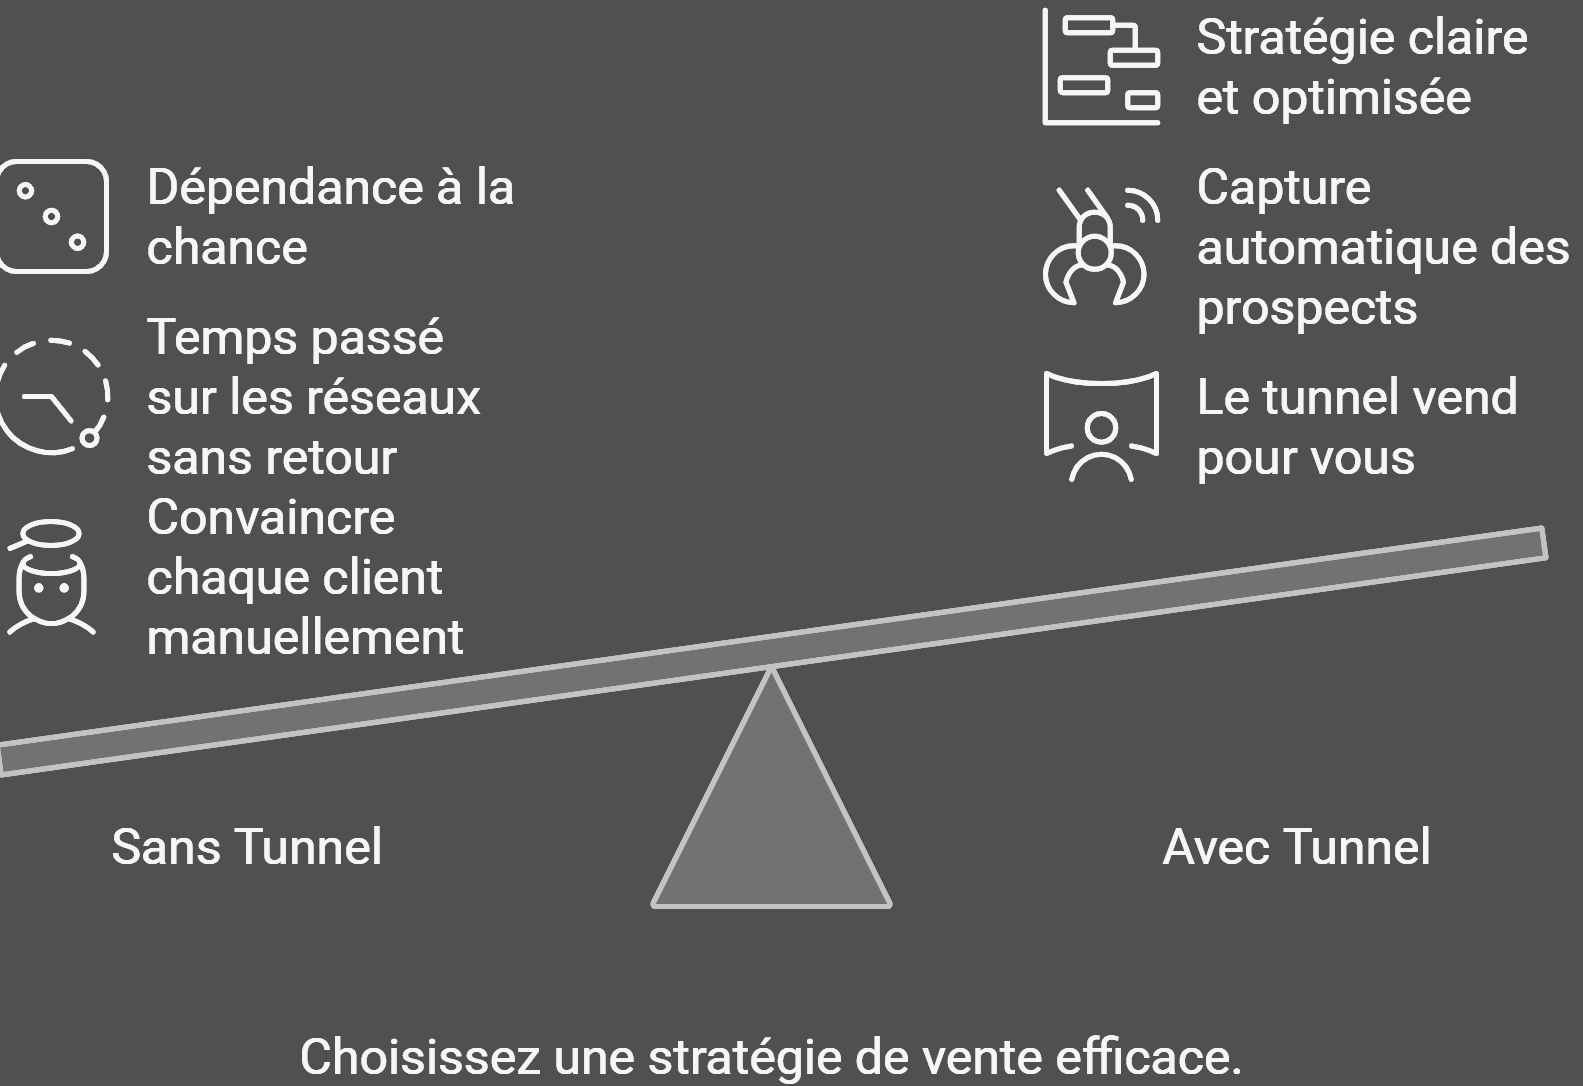 Stratégie claire
et optimisée
Capture
automatique des
prospects
Le tunnel vend
pour vous
Dépendance à la
chance
Temps passé
sur les réseaux
sans retour
Convaincre
chaque client
manuellement
Sans Tunnel
Avec Tunnel
Choisissez une stratégie de vente efficace.